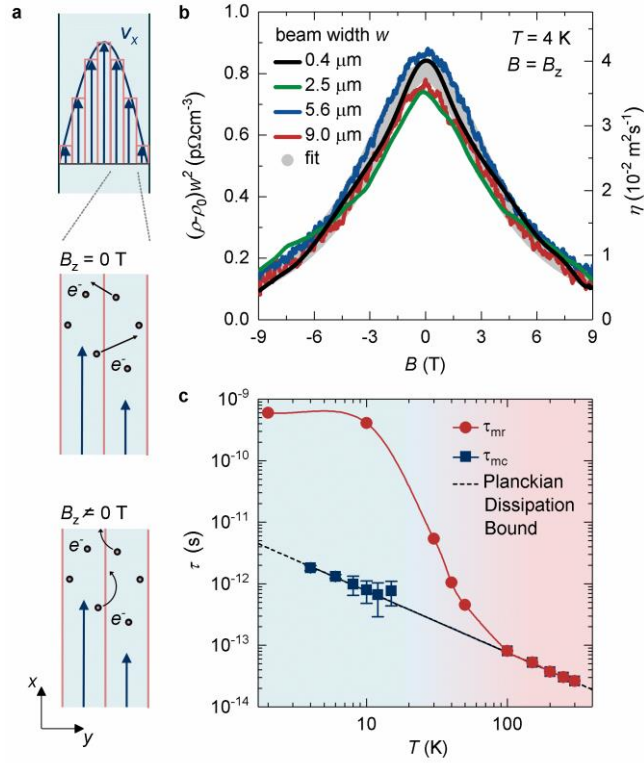 a
vₓ
B_z = 0 T
e⁻
e⁻
B_z ≠ 0 T
e⁻
e⁻
x
y
b
beam width w
0.4 μm
2.5 μm
5.6 μm
9.0 μm
fit
T = 4 K
B = B_z
1.0
0.8
0.6
0.4
0.2
0.0
(ρ-ρ₀)w² (pΩcm⁻³)
4
3
2
1
0
η (10⁻² m²s⁻¹)
-9 -6 -3 0 3 6 9
B (T)
c
10⁻⁹
10⁻¹⁰
10⁻¹¹
10⁻¹²
10⁻¹³
10⁻¹⁴
τ (s)
τ_mr
τ_mc
Planckian
Dissipation
Bound
10 100
T (K)